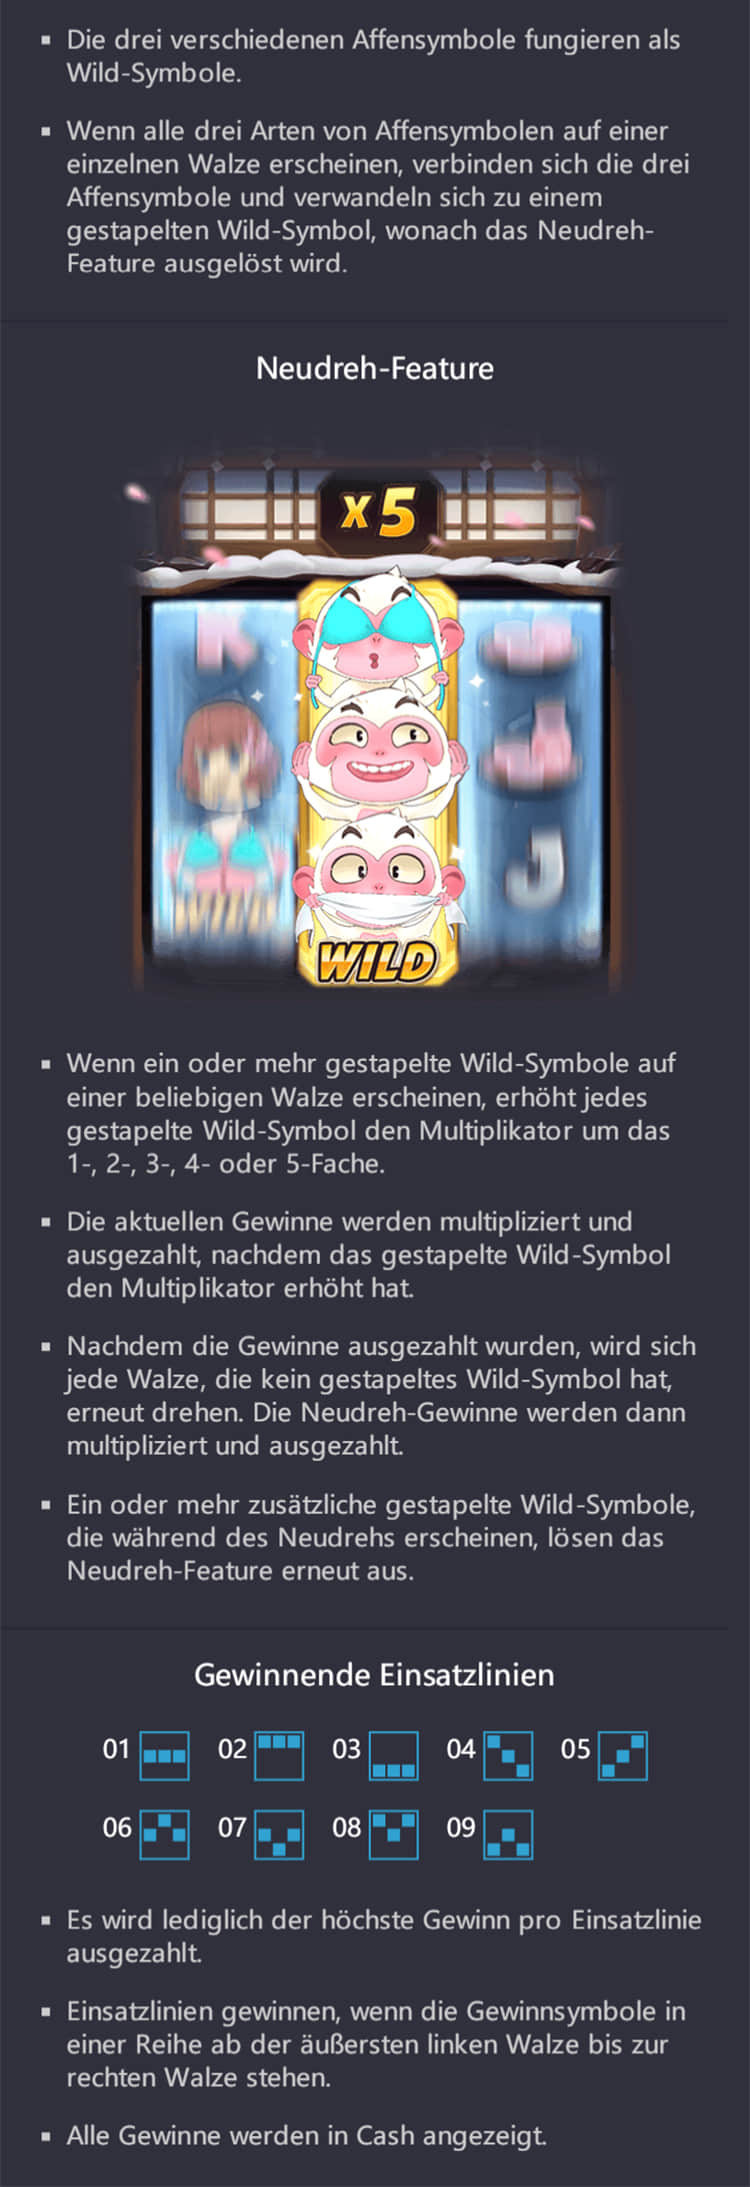 ▪ Die drei verschiedenen Affensymbole fungieren als
Wild-Symbole.
▪ Wenn alle drei Arten von Affensymbolen auf einer
einzelnen Walze erscheinen, verbinden sich die drei
Affensymbole und verwandeln sich zu einem
gestapelten Wild-Symbol, wonach das Neudreh-
Feature ausgelöst wird.
Neudreh-Feature
x5
K
J
WILD
WILD
▪ Wenn ein oder mehr gestapelte Wild-Symbole auf
einer beliebigen Walze erscheinen, erhöht jedes
gestapelte Wild-Symbol den Multiplikator um das
1-, 2-, 3-, 4- oder 5-Fache.
▪ Die aktuellen Gewinne werden multipliziert und
ausgezahlt, nachdem das gestapelte Wild-Symbol
den Multiplikator erhöht hat.
▪ Nachdem die Gewinne ausgezahlt wurden, wird sich
jede Walze, die kein gestapeltes Wild-Symbol hat,
erneut drehen. Die Neudreh-Gewinne werden dann
multipliziert und ausgezahlt.
▪ Ein oder mehr zusätzliche gestapelte Wild-Symbole,
die während des Neudrehs erscheinen, lösen das
Neudreh-Feature erneut aus.
Gewinnende Einsatzlinien
01 02 03 04 05
06 07 08 09
▪ Es wird lediglich der höchste Gewinn pro Einsatzlinie
ausgezahlt.
▪ Einsatzlinien gewinnen, wenn die Gewinnsymbole in
einer Reihe ab der äußersten linken Walze bis zur
rechten Walze stehen.
▪ Alle Gewinne werden in Cash angezeigt.